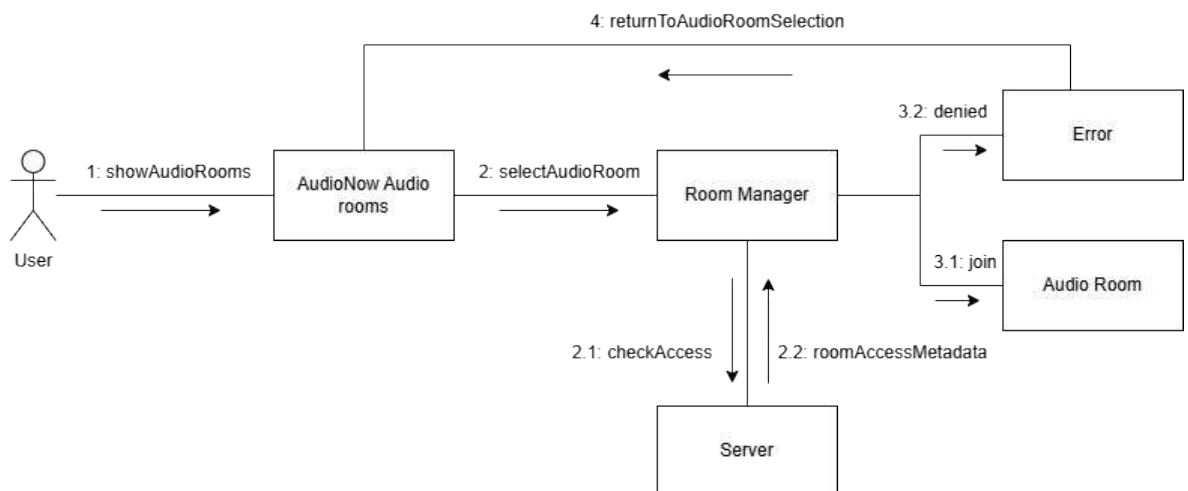 4: returnToAudioRoomSelection
3.2: denied
Error
1: showAudioRooms
AudioNow Audio
rooms
2: selectAudioRoom
Room Manager
User
3.1: join
Audio Room
2.1: checkAccess
2.2: roomAccessMetadata
Server